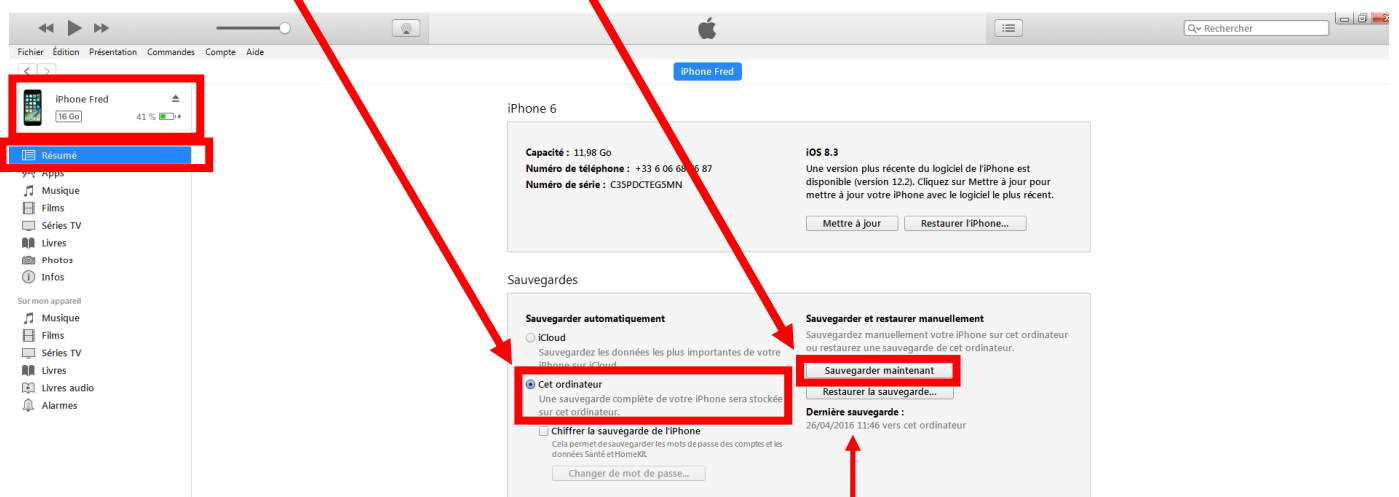 Rechercher
Fichier Édition Présentation Commandes Compte Aide
iPhone Fred
iPhone Fred
16 Go 41 %
Résumé
Apps
Musique
Films
Séries TV
Livres
Photos
Infos
Sur mon appareil
Musique
Films
Séries TV
Livres
Livres audio
Alarmes
iPhone 6
Capacité : 11,98 Go
Numéro de téléphone : +33 6 06 68 6 87
Numéro de série : C35PDCTEG5MN
iOS 8.3
Une version plus récente du logiciel de l'iPhone est
disponible (version 12.2). Cliquez sur Mettre à jour pour
mettre à jour votre iPhone avec le logiciel le plus récent.
Mettre à jour Restaurer l'iPhone...
Sauvegardes
Sauvegarder automatiquement
iCloud
Sauvegardez les données les plus importantes de votre
iPhone sur iCloud.
Cet ordinateur
Une sauvegarde complète de votre iPhone sera stockée
sur cet ordinateur.
Chiffrer la sauvegarde de l'iPhone
Cela permet de sauvegarder les mots de passe des comptes et les
données Santé et HomeKit.
Changer de mot de passe...
Sauvegarder et restaurer manuellement
Sauvegardez manuellement votre iPhone sur cet ordinateur
ou restaurez une sauvegarde de cet ordinateur.
Sauvegarder maintenant
Restaurer la sauvegarde...
Dernière sauvegarde :
26/04/2016 11:46 vers cet ordinateur